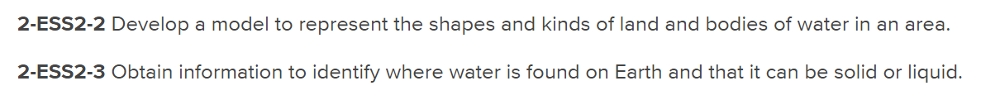 2-ESS2-2 Develop a model to represent the shapes and kinds of land and bodies of water in an area.
2-ESS2-3 Obtain information to identify where water is found on Earth and that it can be solid or liquid.